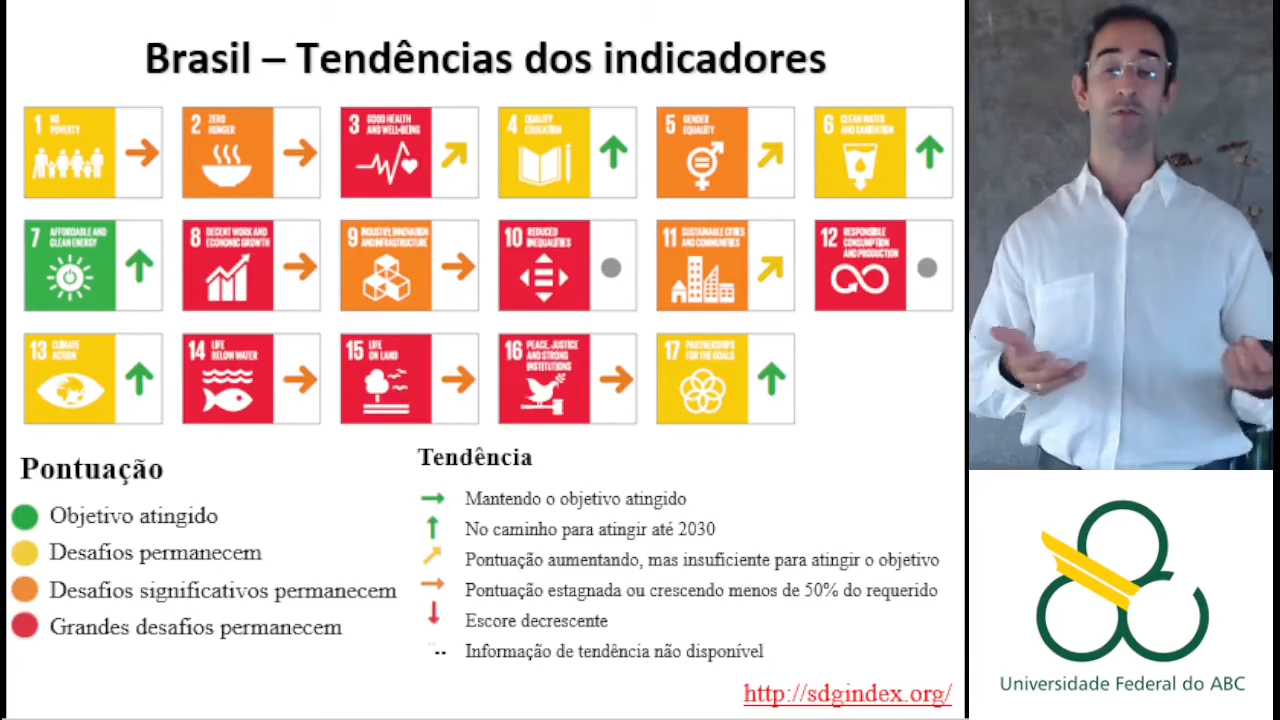 Brasil – Tendências dos indicadores
1 NO
POVERTY
2 ZERO
HUNGER
3 GOOD HEALTH
AND WELL-BEING
4 QUALITY
EDUCATION
5 GENDER
EQUALITY
6 CLEAN WATER
AND SANITATION
7 AFFORDABLE AND
CLEAN ENERGY
8 DECENT WORK AND
ECONOMIC GROWTH
9 INDUSTRY, INNOVATION
AND INFRASTRUCTURE
10 REDUCED
INEQUALITIES
11 SUSTAINABLE CITIES
AND COMMUNITIES
12 RESPONSIBLE
CONSUMPTION
AND PRODUCTION
13 CLIMATE
ACTION
14 LIFE
BELOW WATER
15 LIFE
ON LAND
16 PEACE, JUSTICE
AND STRONG
INSTITUTIONS
17 PARTNERSHIPS
FOR THE GOALS
Pontuação
Objetivo atingido
Desafios permanecem
Desafios significativos permanecem
Grandes desafios permanecem
Tendência
Mantendo o objetivo atingido
No caminho para atingir até 2030
Pontuação aumentando, mas insuficiente para atingir o objetivo
Pontuação estagnada ou crescendo menos de 50% do requerido
Escore decrescente
Informação de tendência não disponível
http://sdgindex.org/
Universidade Federal do ABC